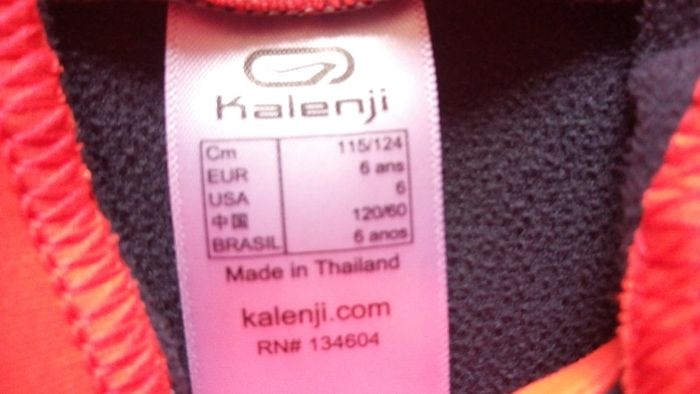 Kalenji
Cm 115/124
EUR 6 ans
USA 6
中国 120/60
BRASIL 6 anos
Made in Thailand
kalenji.com
RN# 134604